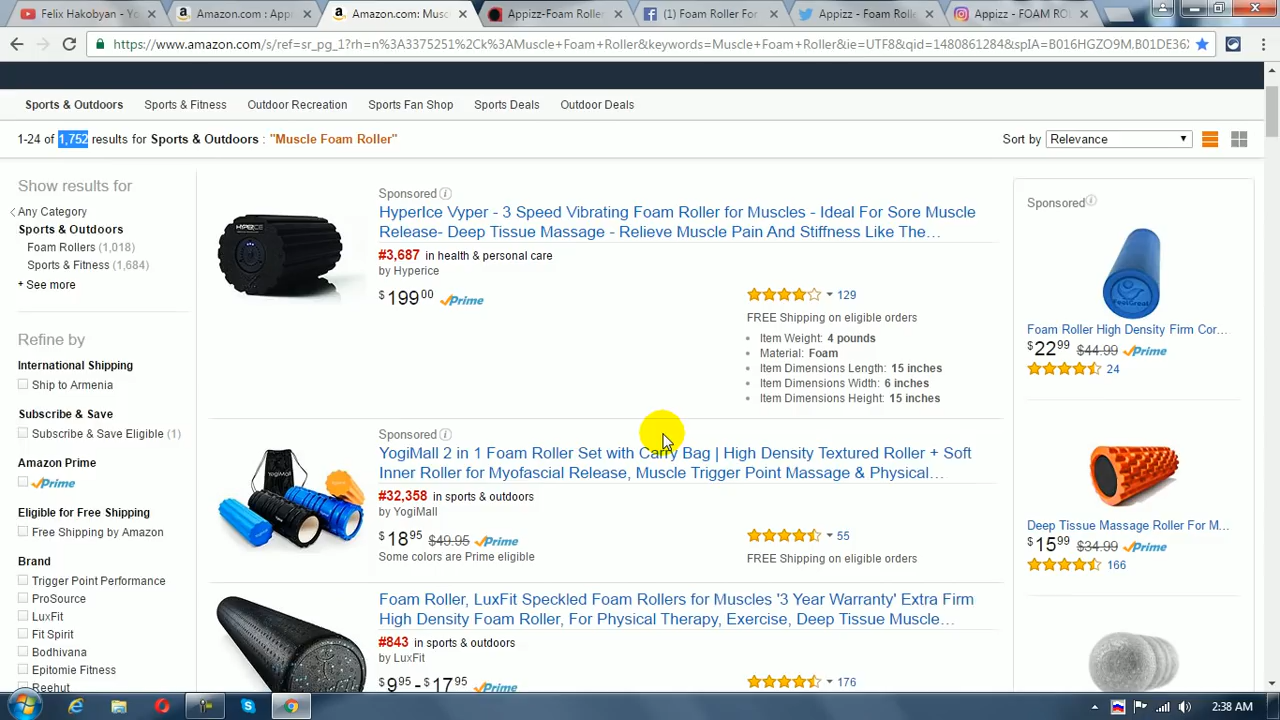 Felix Hakobyan - Yo
Amazon.com : App
Amazon.com: Musc
Appizz-Foam Roller
(1) Foam Roller For
Appizz - Foam Roll
Appizz - FOAM ROL
https://www.amazon.com/s/ref=sr_pg_1?rh=n%3A3375251%2Ck%3AMuscle+Foam+Roller&keywords=Muscle+Foam+Roller&ie=UTF8&qid=1480861284&spIA=B016HGZO9M,B01DE36
Sports & Outdoors Sports & Fitness Outdoor Recreation Sports Fan Shop Sports Deals Outdoor Deals
1-24 of 1,752 results for Sports & Outdoors : "Muscle Foam Roller"
Sort by Relevance
Show results for
Any Category
Sports & Outdoors
Foam Rollers (1,018)
Sports & Fitness (1,684)
+ See more
Refine by
International Shipping
Ship to Armenia
Subscribe & Save
Subscribe & Save Eligible (1)
Amazon Prime
Prime
Eligible for Free Shipping
Free Shipping by Amazon
Brand
Trigger Point Performance
ProSource
LuxFit
Fit Spirit
Bodhivana
Epitomie Fitness
Reehut
Sponsored
HyperIce Vyper - 3 Speed Vibrating Foam Roller for Muscles - Ideal For Sore Muscle
Release- Deep Tissue Massage - Relieve Muscle Pain And Stiffness Like The…
#3,687 in health & personal care
by Hyperice
$199 00 Prime
129
FREE Shipping on eligible orders
Item Weight: 4 pounds
Material: Foam
Item Dimensions Length: 15 inches
Item Dimensions Width: 6 inches
Item Dimensions Height: 15 inches
HYPERICE
Sponsored
YogiMall 2 in 1 Foam Roller Set with Carry Bag | High Density Textured Roller + Soft
Inner Roller for Myofascial Release, Muscle Trigger Point Massage & Physical…
#32,358 in sports & outdoors
by YogiMall
$18 95 $49.95 Prime
Some colors are Prime eligible
55
FREE Shipping on eligible orders
YogiMall
Foam Roller, LuxFit Speckled Foam Rollers for Muscles '3 Year Warranty' Extra Firm
High Density Foam Roller, For Physical Therapy, Exercise, Deep Tissue Muscle…
#843 in sports & outdoors
by LuxFit
$9 95 - $17 95 Prime
176
Sponsored
FeelGreat
Foam Roller High Density Firm Cor...
$22 99 $44.99 Prime
24
Deep Tissue Massage Roller For M...
$15 99 $34.99 Prime
166
2:38 AM